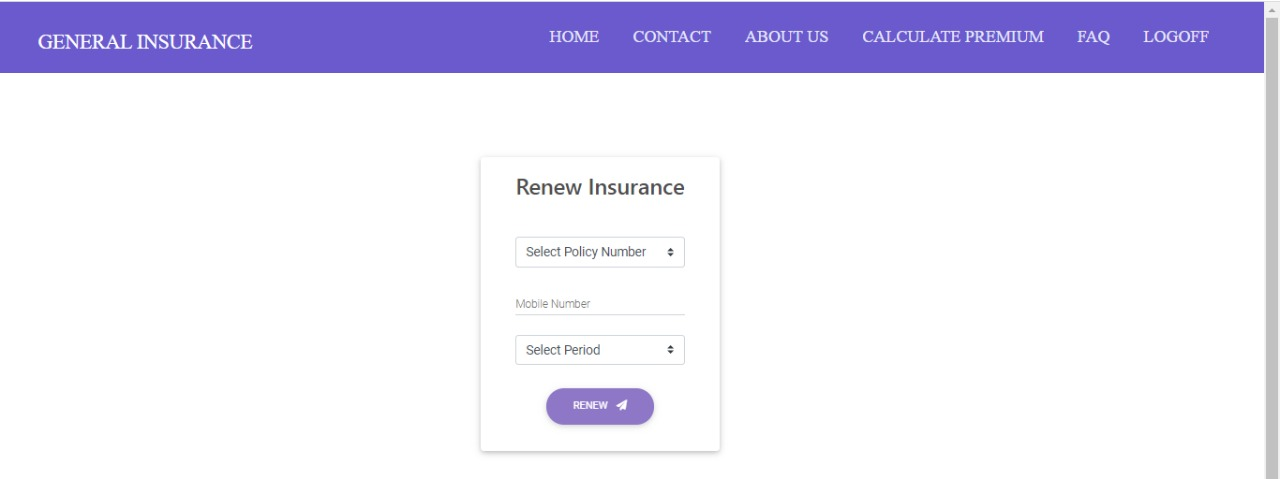 GENERAL INSURANCE HOME CONTACT ABOUT US CALCULATE PREMIUM FAQ LOGOFF
Renew Insurance
Select Policy Number
Mobile Number
Select Period
RENEW